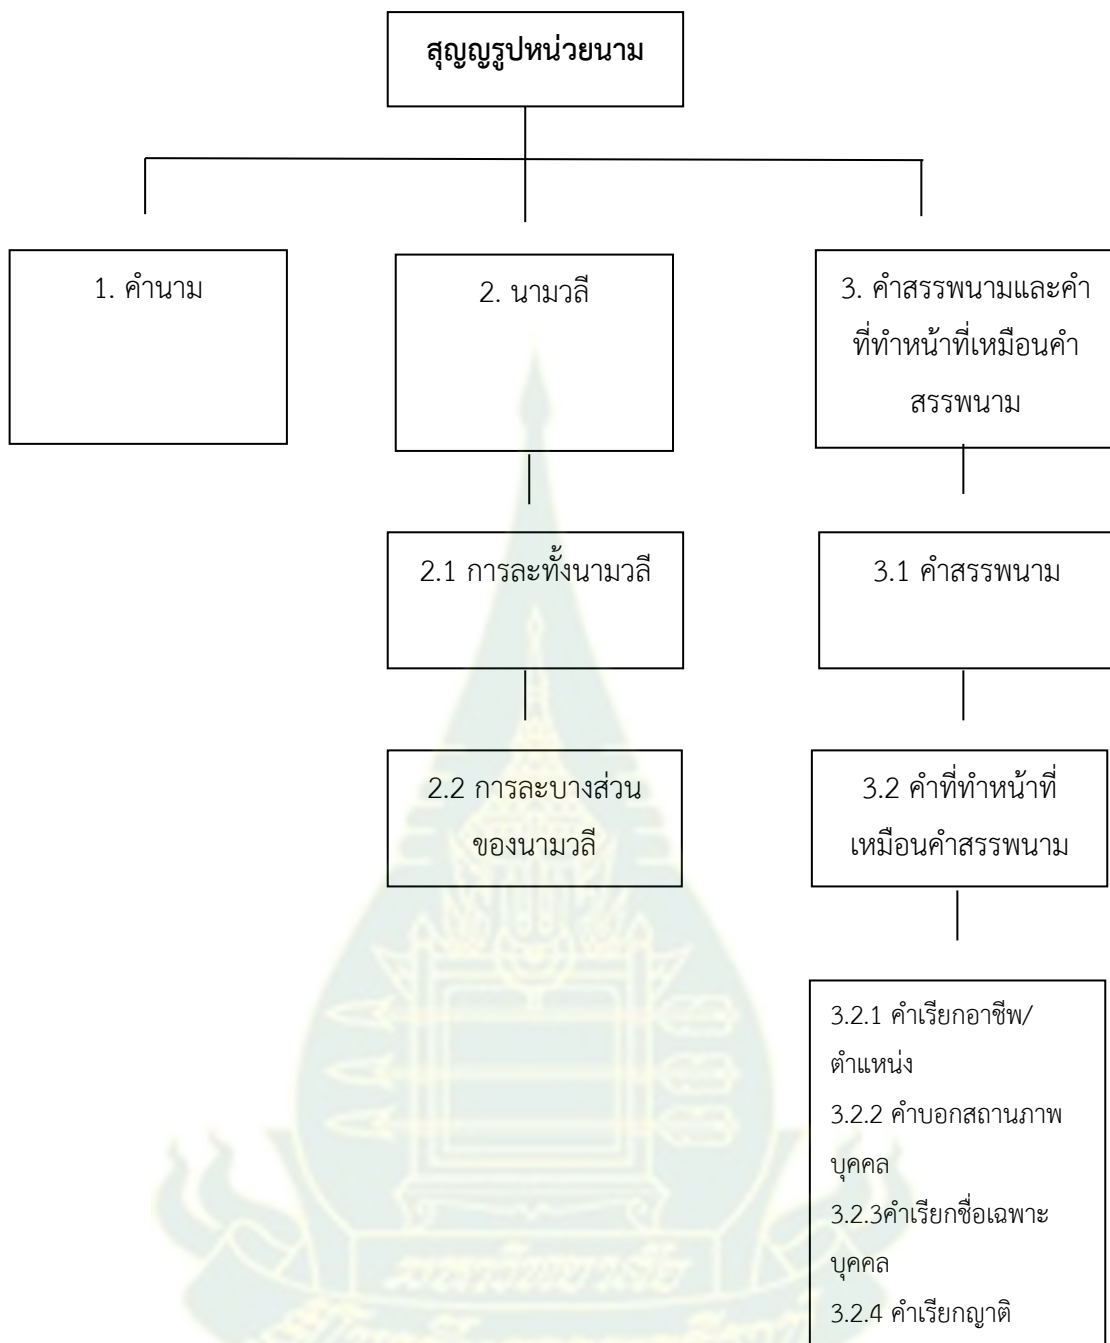 สุญญรูปหน่วยนาม
1. คำนาม
2. นามวลี
3. คำสรรพนามและคำ
ที่ทำหน้าที่เหมือนคำ
สรรพนาม
2.1 การละทั้งนามวลี
3.1 คำสรรพนาม
2.2 การละบางส่วน
ของนามวลี
3.2 คำที่ทำหน้าที่
เหมือนคำสรรพนาม
3.2.1 คำเรียกอาชีพ/
ตำแหน่ง
3.2.2 คำบอกสถานภาพ
บุคคล
3.2.3คำเรียกชื่อเฉพาะ
บุคคล
3.2.4 คำเรียกญาติ